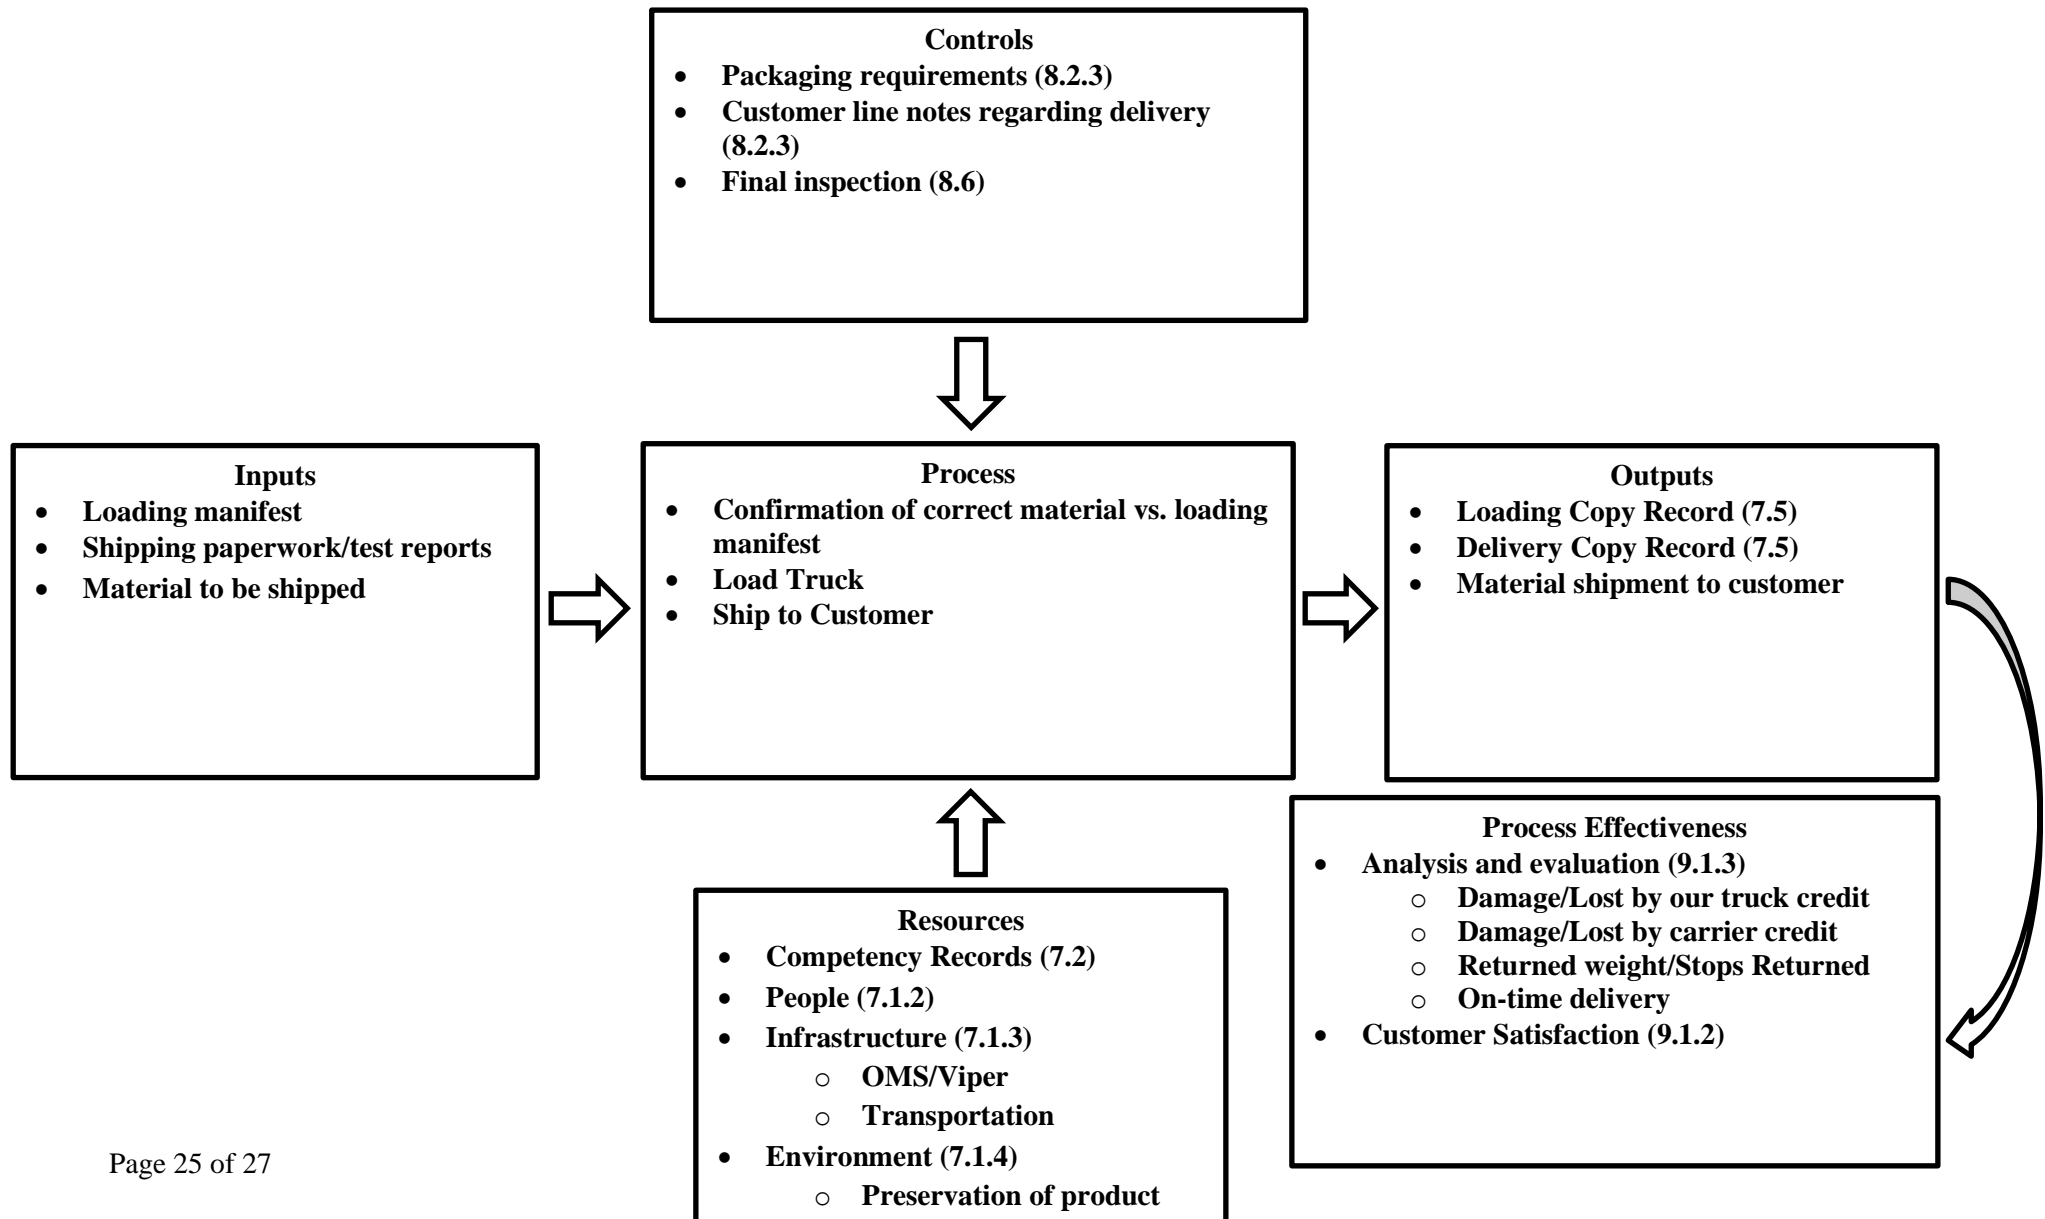 Controls
• Packaging requirements (8.2.3)
• Customer line notes regarding delivery
(8.2.3)
• Final inspection (8.6)
Inputs
• Loading manifest
• Shipping paperwork/test reports
• Material to be shipped
Process
• Confirmation of correct material vs. loading
manifest
• Load Truck
• Ship to Customer
Outputs
• Loading Copy Record (7.5)
• Delivery Copy Record (7.5)
• Material shipment to customer
Process Effectiveness
• Analysis and evaluation (9.1.3)
○ Damage/Lost by our truck credit
○ Damage/Lost by carrier credit
○ Returned weight/Stops Returned
○ On-time delivery
• Customer Satisfaction (9.1.2)
Resources
• Competency Records (7.2)
• People (7.1.2)
• Infrastructure (7.1.3)
○ OMS/Viper
○ Transportation
• Environment (7.1.4)
○ Preservation of product
Page 25 of 27